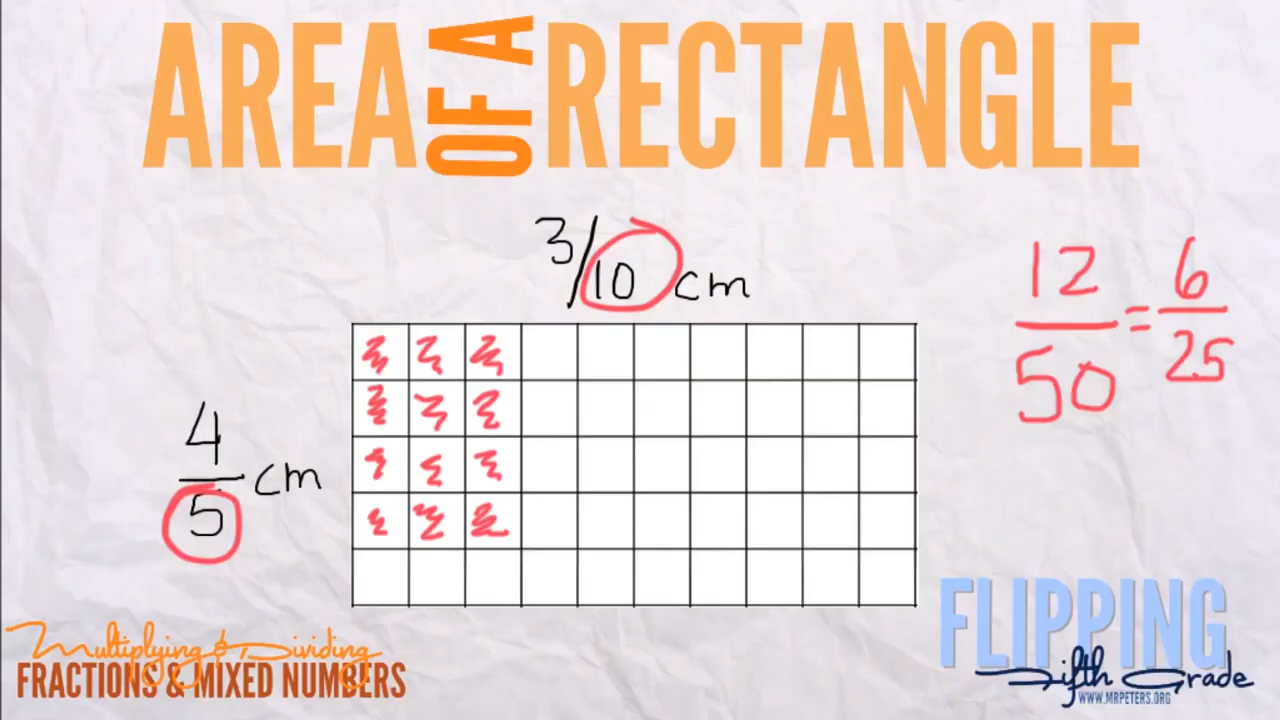 AREA OF A RECTANGLE
3/10 cm
12/50 = 6/25
4/5 cm
Multiplying & Dividing
FRACTIONS & MIXED NUMBERS
FLIPPING
Fifth Grade
WWW.MRPETERS.ORG